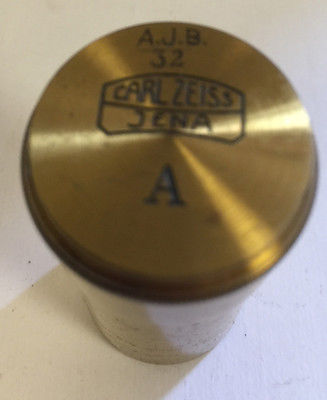 A.J.B.
32
CARL ZEISS
JENA
A